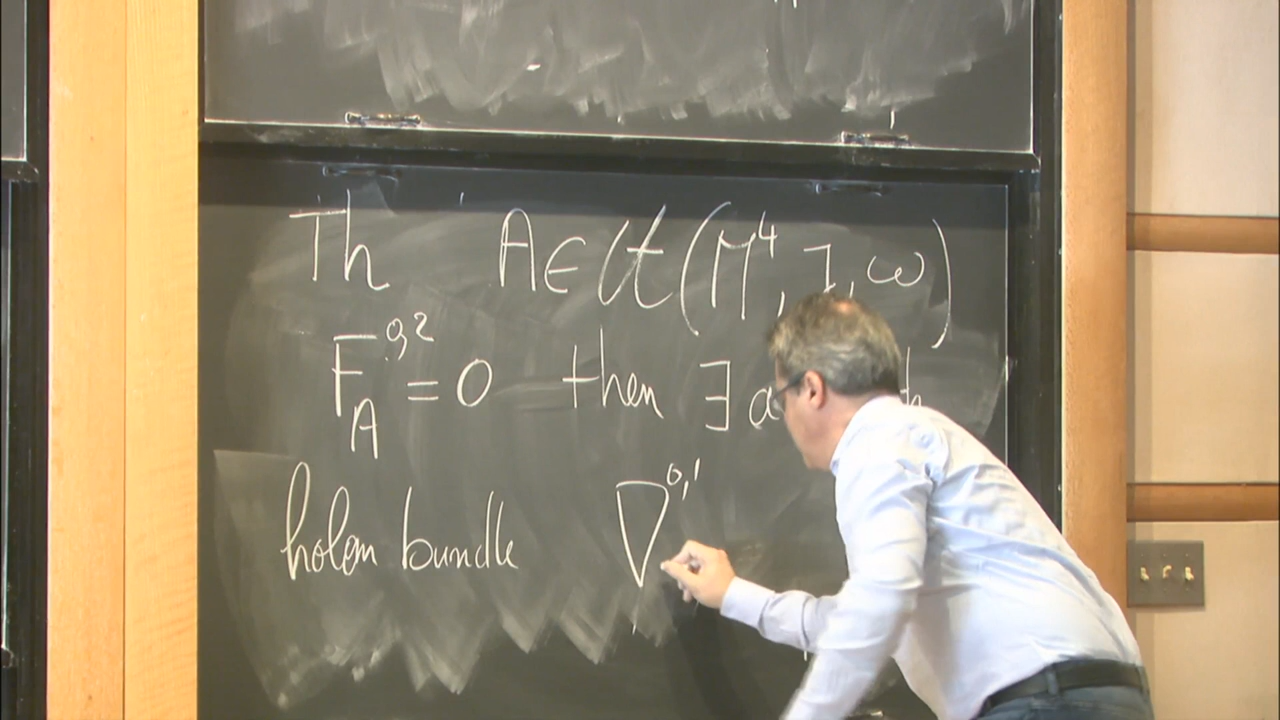 Th A ∈ 𝒜 (M⁴, J, ω)
F_A^{0,2} = 0 then ∃ a
holom bundle ∇^{0,1}